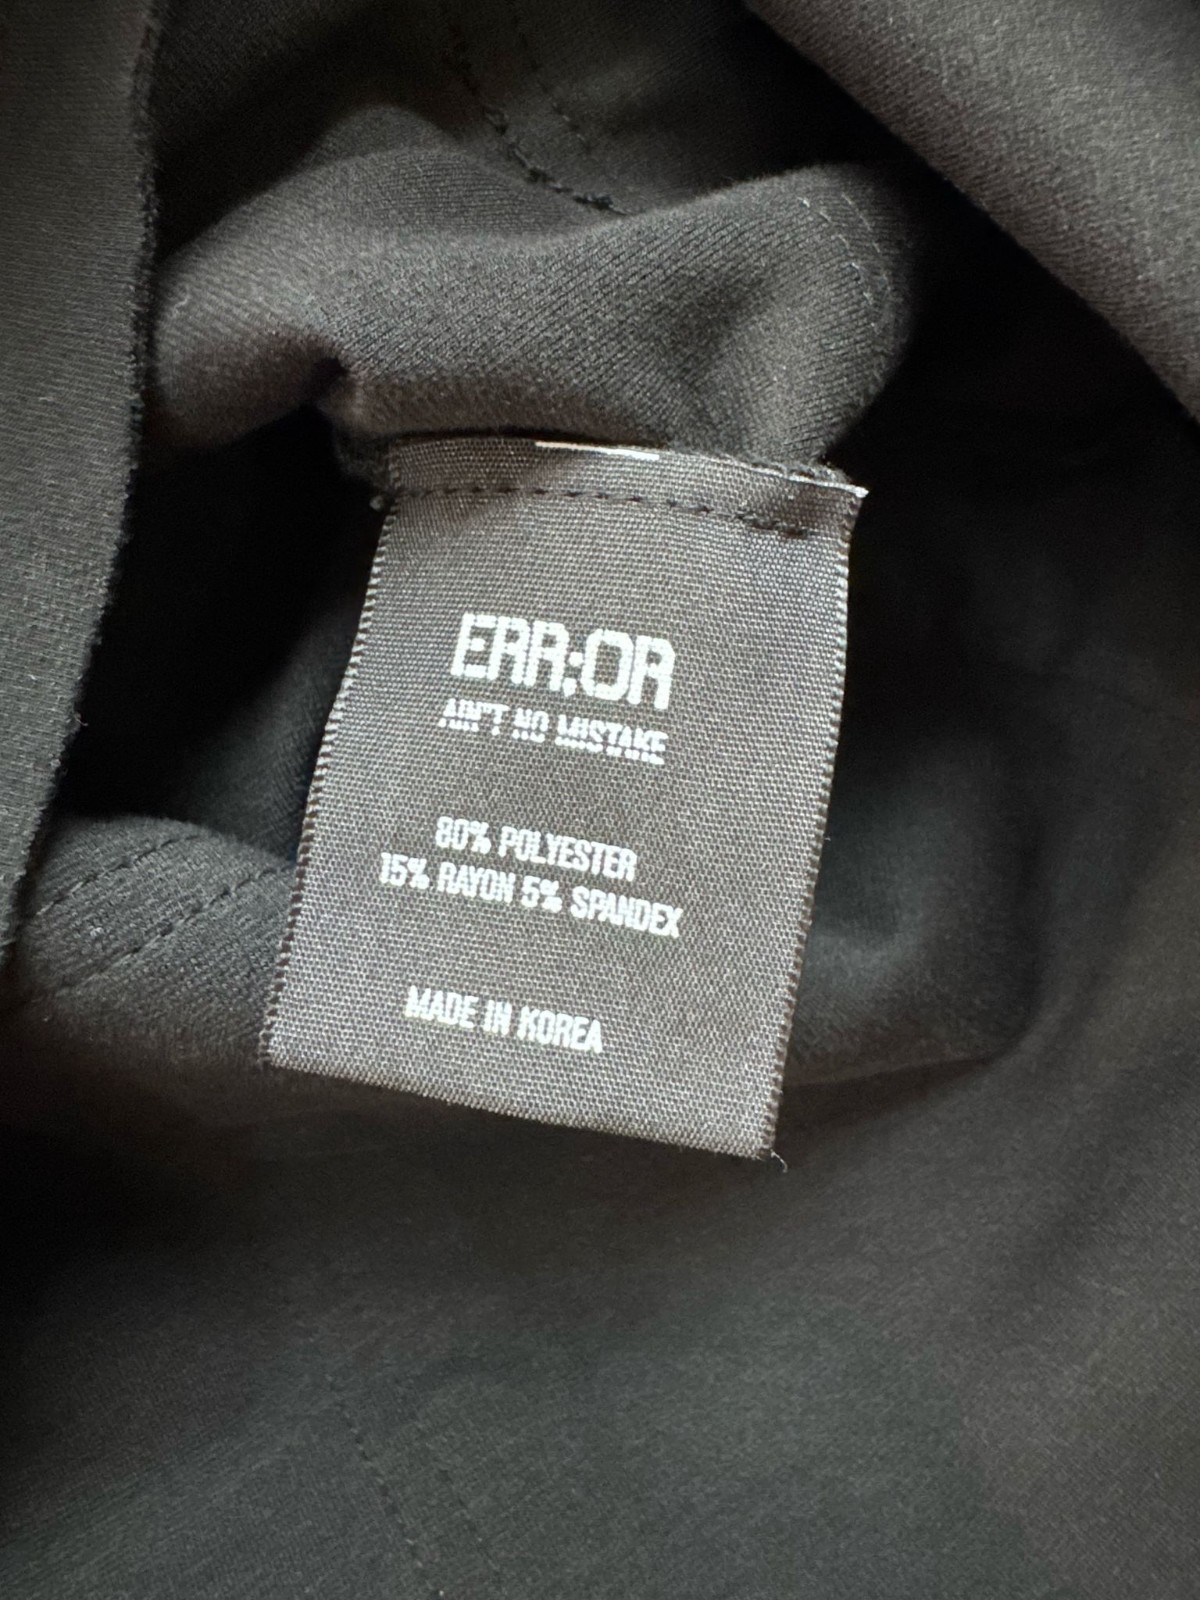 ERR:OR
AIN'T NO MISTAKE
80% POLYESTER
15% RAYON 5% SPANDEX
MADE IN KOREA